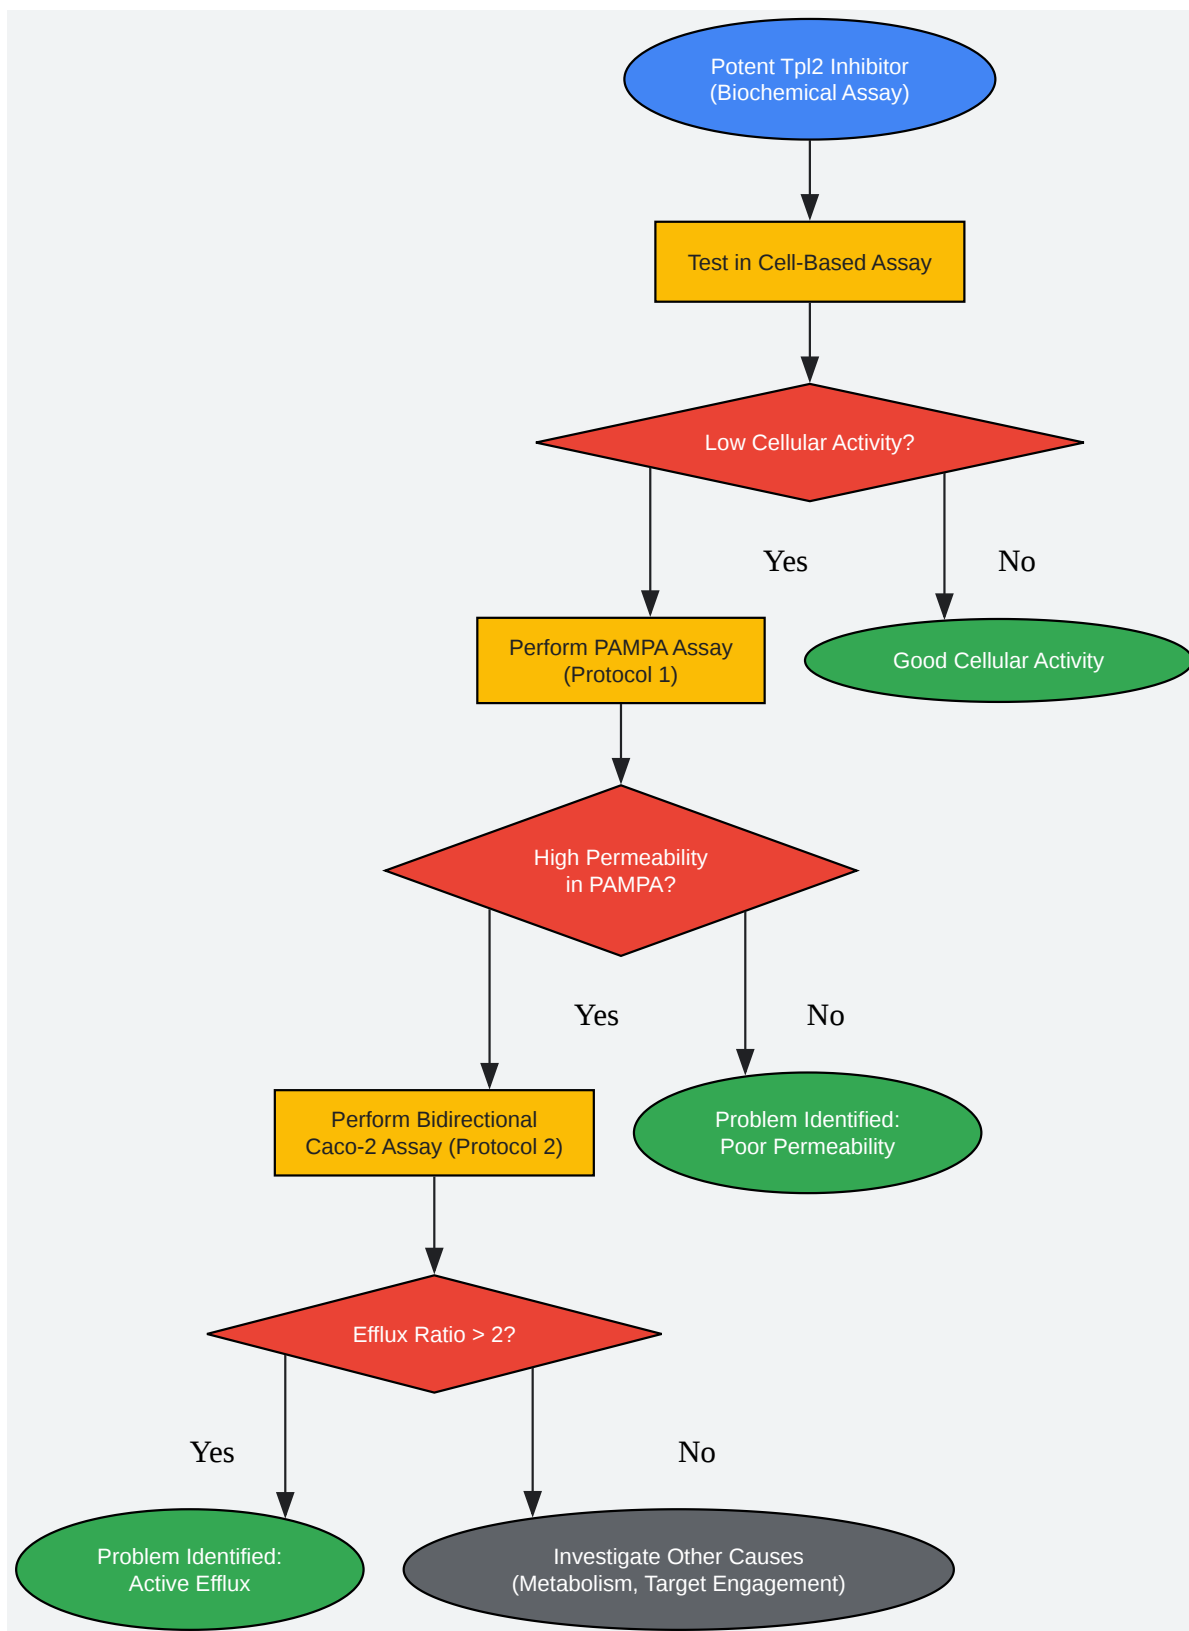 Potent Tpl2 Inhibitor
(Biochemical Assay)
Test in Cell-Based Assay
Low Cellular Activity?
Yes
No
Perform PAMPA Assay
(Protocol 1)
Good Cellular Activity
High Permeability
in PAMPA?
Yes
No
Perform Bidirectional
Caco-2 Assay (Protocol 2)
Problem Identified:
Poor Permeability
Efflux Ratio > 2?
Yes
No
Problem Identified:
Active Efflux
Investigate Other Causes
(Metabolism, Target Engagement)